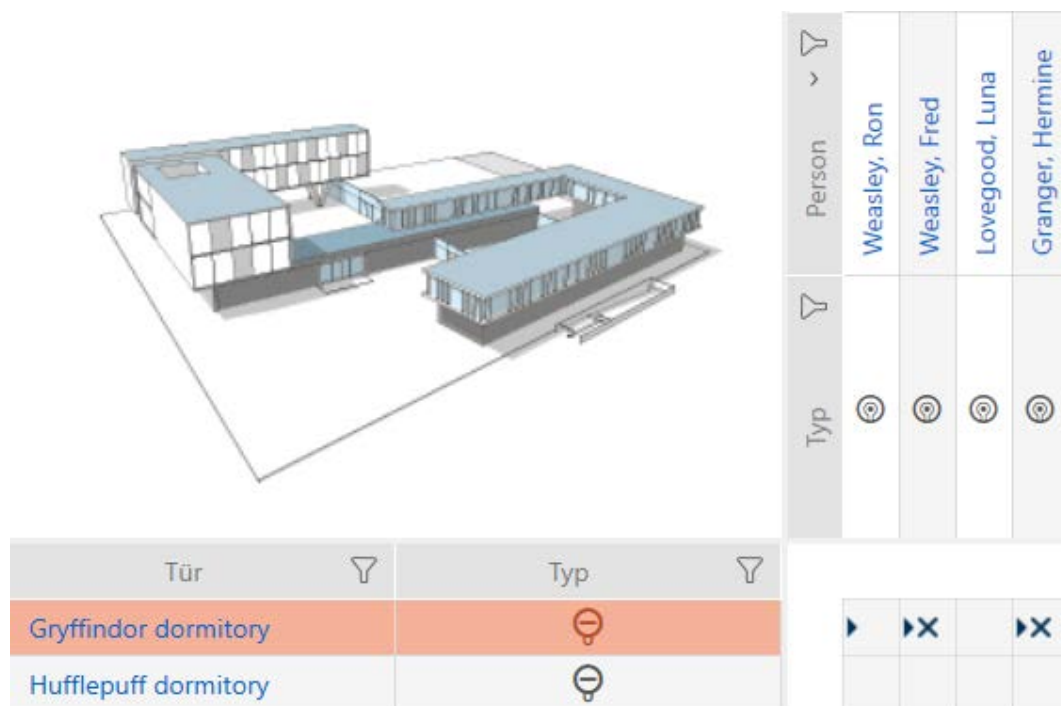 Person
Weasley, Ron
Weasley, Fred
Lovegood, Luna
Granger, Hermine
Typ
Tür
Typ
Gryffindor dormitory
Hufflepuff dormitory